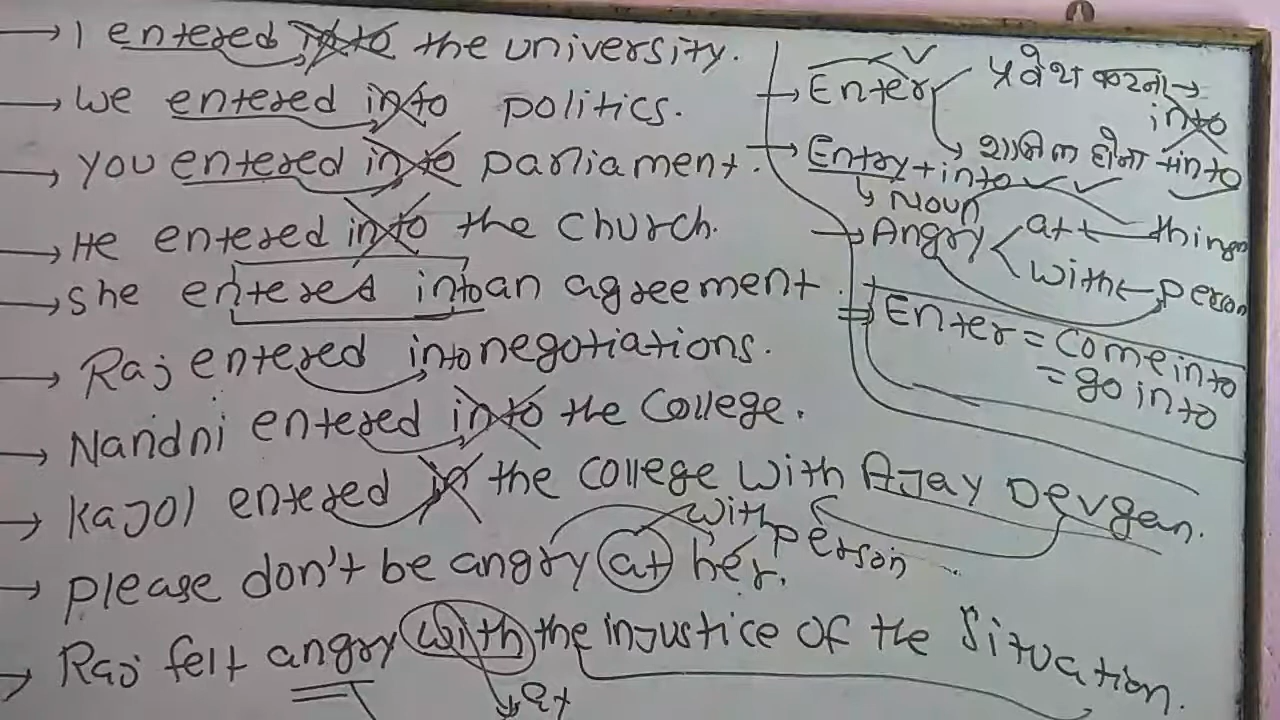 → I entered into the university.
→ We entered into politics.
→ You entered into parliament.
→ He entered into the church.
→ She entered into an agreement.
→ Raj entered into negotiations.
→ Nandni entered into the College.
→ Kajol entered in the college with Ajay Devgan.
with person
→ Please don't be angry at her.
→ Raj felt angry with the injustice of the situation.
at
→ Enter प्रवेश करना →
into
शामिल होना + into
→ Entry + into
Noun
→ Angry at things
with person
⇒ Enter = Come into
= go into